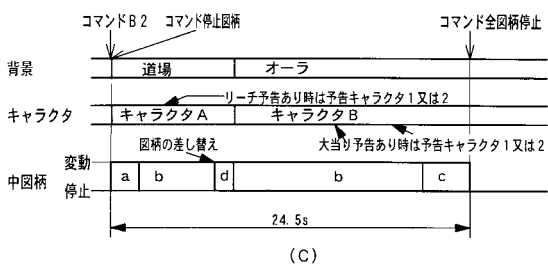 コマンドB2 コマンド停止図柄 コマンド全図柄停止
背景 道場 オーラ
リーチ予告あり時は予告キャラクタ1又は2
キャラクタ キャラクタA キャラクタB
図柄の差し替え 大当り予告あり時は予告キャラクタ1又は2
変動
中図柄 a b d b c
停止
24.5s
(C)